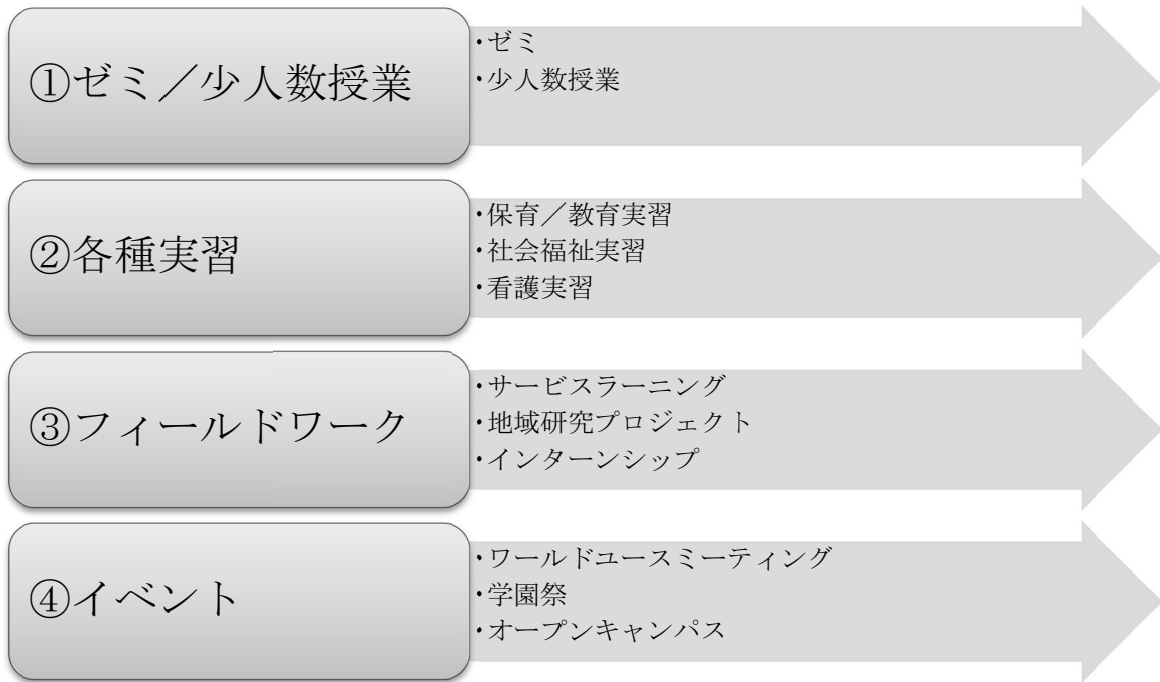 ①ゼミ／少人数授業
・ゼミ
・少人数授業
②各種実習
・保育／教育実習
・社会福祉実習
・看護実習
③フィールドワーク
・サービスラーニング
・地域研究プロジェクト
・インターンシップ
④イベント
・ワールドユースミーティング
・学園祭
・オープンキャンパス